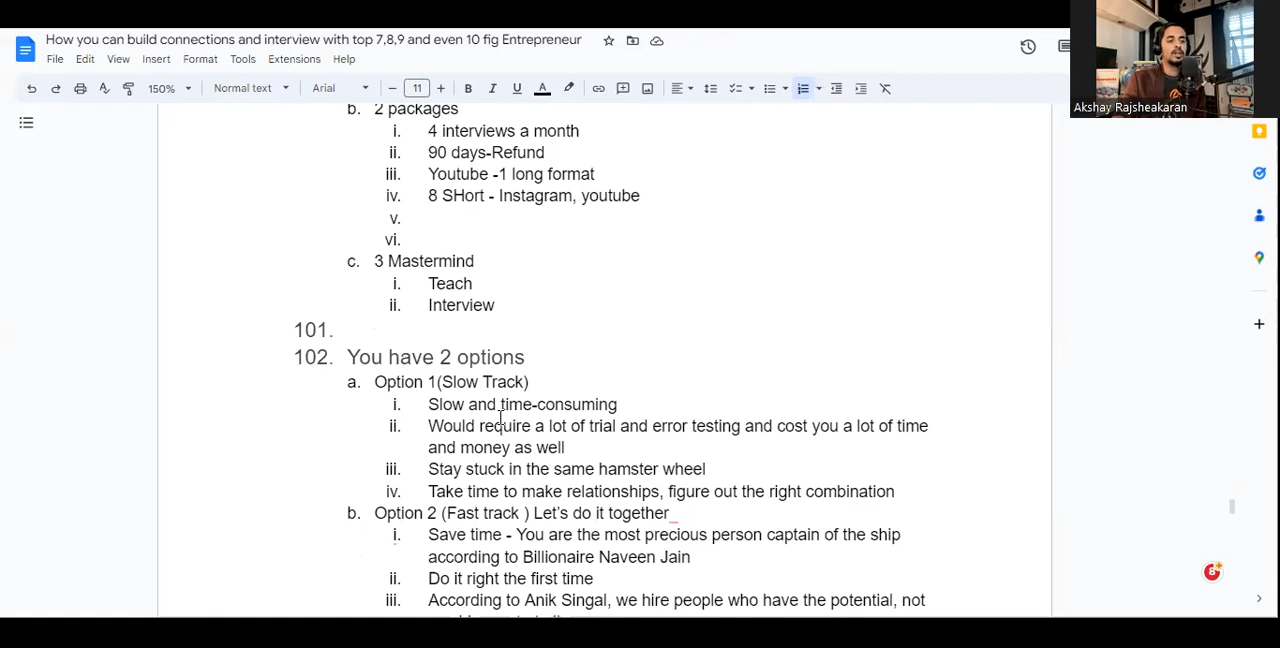 How you can build connections and interview with top 7,8,9 and even 10 fig Entrepreneur
File Edit View Insert Format Tools Extensions Help
Akshay Rajsheakaran
150% Normal text Arial 11 B I U A
b. 2 packages
i. 4 interviews a month
ii. 90 days-Refund
iii. Youtube -1 long format
iv. 8 SHort - Instagram, youtube
v.
vi.
c. 3 Mastermind
i. Teach
ii. Interview
101.
102. You have 2 options
a. Option 1(Slow Track)
i. Slow and time-consuming
ii. Would require a lot of trial and error testing and cost you a lot of time
and money as well
iii. Stay stuck in the same hamster wheel
iv. Take time to make relationships, figure out the right combination
b. Option 2 (Fast track ) Let's do it together
i. Save time - You are the most precious person captain of the ship
according to Billionaire Naveen Jain
ii. Do it right the first time
iii. According to Anik Singal, we hire people who have the potential, not